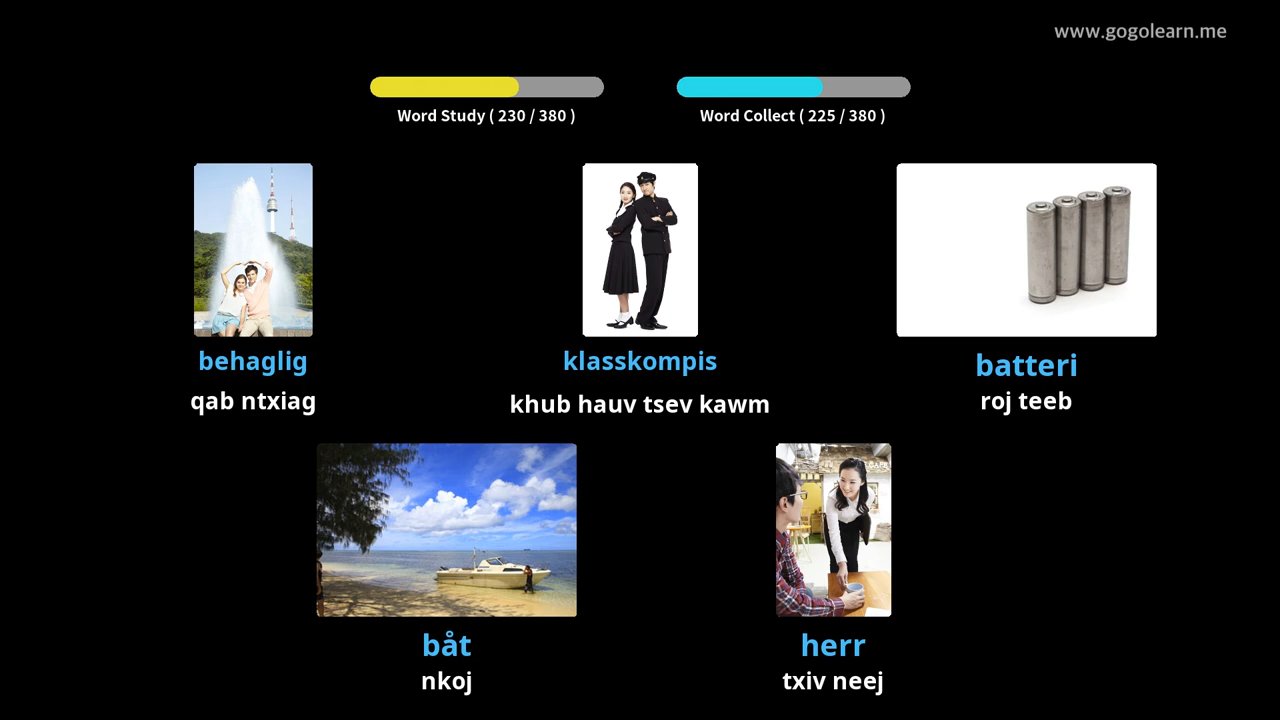 www.gogolearn.me
Word Study ( 230 / 380 )
Word Collect ( 225 / 380 )
behaglig
qab ntxiag
klasskompis
khub hauv tsev kawm
batteri
roj teeb
båt
nkoj
herr
txiv neej